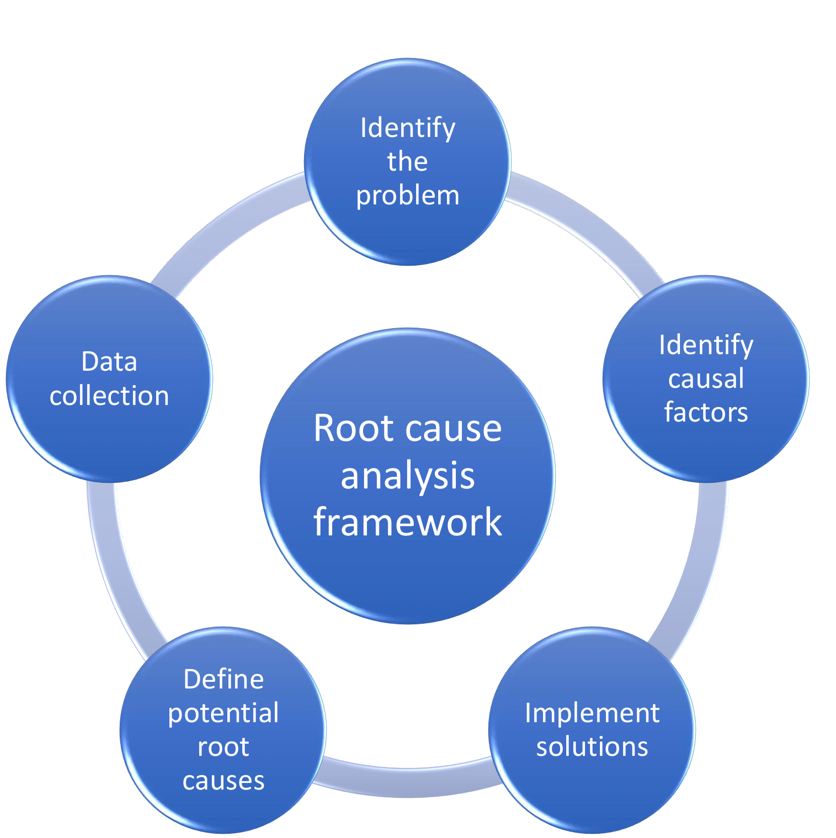 Identify
the
problem
Identify
causal
factors
Data
collection
Root cause
analysis
framework
Define
potential
root
causes
Implement
solutions